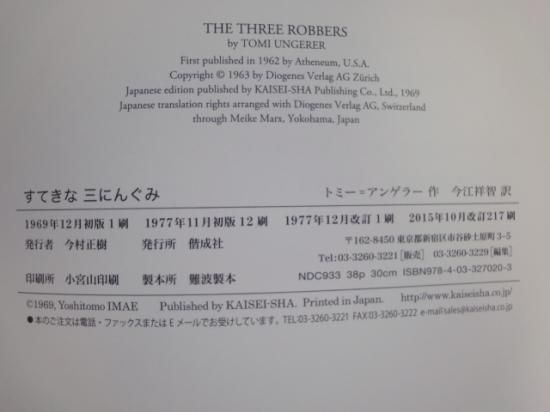 THE THREE ROBBERS
by TOMI UNGERER
First published in 1962 by Atheneum, U.S.A.
Copyright © 1963 by Diogenes Verlag AG Zürich
Japanese edition published by KAISEI-SHA Publishing Co., Ltd., 1969
Japanese translation rights arranged with Diogenes Verlag AG, Switzerland
through Meike Marx, Yokohama, Japan
すてきな 三にんぐみ トミー=アンゲラー 作 今江祥智 訳
1969年12月初版1刷 1977年11月初版12刷 1977年12月改訂1刷 2015年10月改訂217刷
発行者 今村正樹 発行所 偕成社 〒162-8450 東京都新宿区市谷砂土原町3-5
Tel:03-3260-3221[販売] 03-3260-3229[編集]
印刷所 小宮山印刷 製本所 難波製本 NDC933 38p 30cm ISBN978-4-03-327020-3
©1969, Yoshitomo IMAE Published by KAISEI-SHA. Printed in Japan. http://www.kaiseisha.co.jp/
●本のご注文は電話・ファックスまたはEメールでお受けしています。TEL:03-3260-3221 FAX:03-3260-3222 e-mail:sales@kaiseisha.co.jp